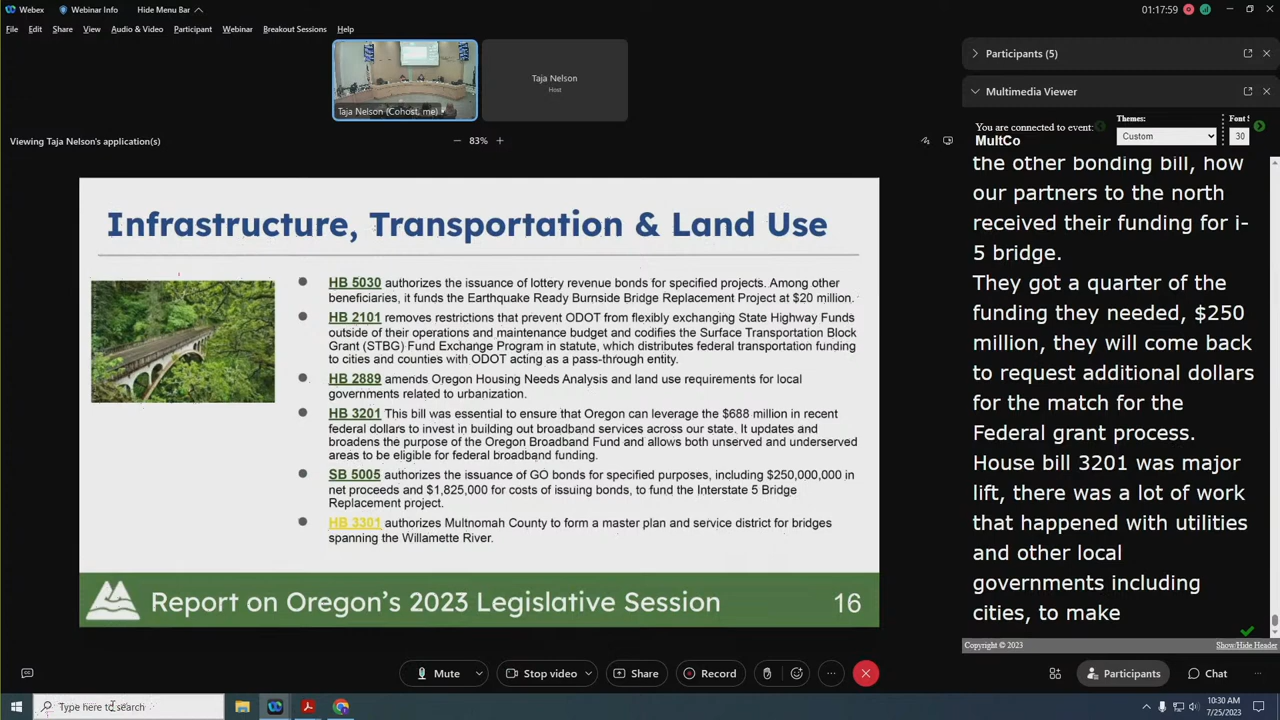 Webex
Webinar Info
Hide Menu Bar
01:17:59
File Edit Share View Audio & Video Participant Webinar Breakout Sessions Help
Taja Nelson (Cohost, me)
Taja Nelson
Host
Viewing Taja Nelson's application(s)
83%
Infrastructure, Transportation & Land Use
HB 5030 authorizes the issuance of lottery revenue bonds for specified projects. Among other
beneficiaries, it funds the Earthquake Ready Burnside Bridge Replacement Project at $20 million.
HB 2101 removes restrictions that prevent ODOT from flexibly exchanging State Highway Funds
outside of their operations and maintenance budget and codifies the Surface Transportation Block
Grant (STBG) Fund Exchange Program in statute, which distributes federal transportation funding
to cities and counties with ODOT acting as a pass-through entity.
HB 2889 amends Oregon Housing Needs Analysis and land use requirements for local
governments related to urbanization.
HB 3201 This bill was essential to ensure that Oregon can leverage the $688 million in recent
federal dollars to invest in building out broadband services across our state. It updates and
broadens the purpose of the Oregon Broadband Fund and allows both unserved and underserved
areas to be eligible for federal broadband funding.
SB 5005 authorizes the issuance of GO bonds for specified purposes, including $250,000,000 in
net proceeds and $1,825,000 for costs of issuing bonds, to fund the Interstate 5 Bridge
Replacement project.
HB 3301 authorizes Multnomah County to form a master plan and service district for bridges
spanning the Willamette River.
Report on Oregon's 2023 Legislative Session
16
Participants (5)
Multimedia Viewer
You are connected to event:
MultCo
Themes:
Custom
Font S
30
the other bonding bill, how
our partners to the north
received their funding for i-
5 bridge.
They got a quarter of the
funding they needed, $250
million, they will come back
to request additional dollars
for the match for the
Federal grant process.
House bill 3201 was major
lift, there was a lot of work
that happened with utilities
and other local
governments including
cities, to make
Copyright © 2023
Show/Hide Header
Mute
Stop video
Share
Record
Participants
Chat
Type here to search
10:30 AM
7/25/2023